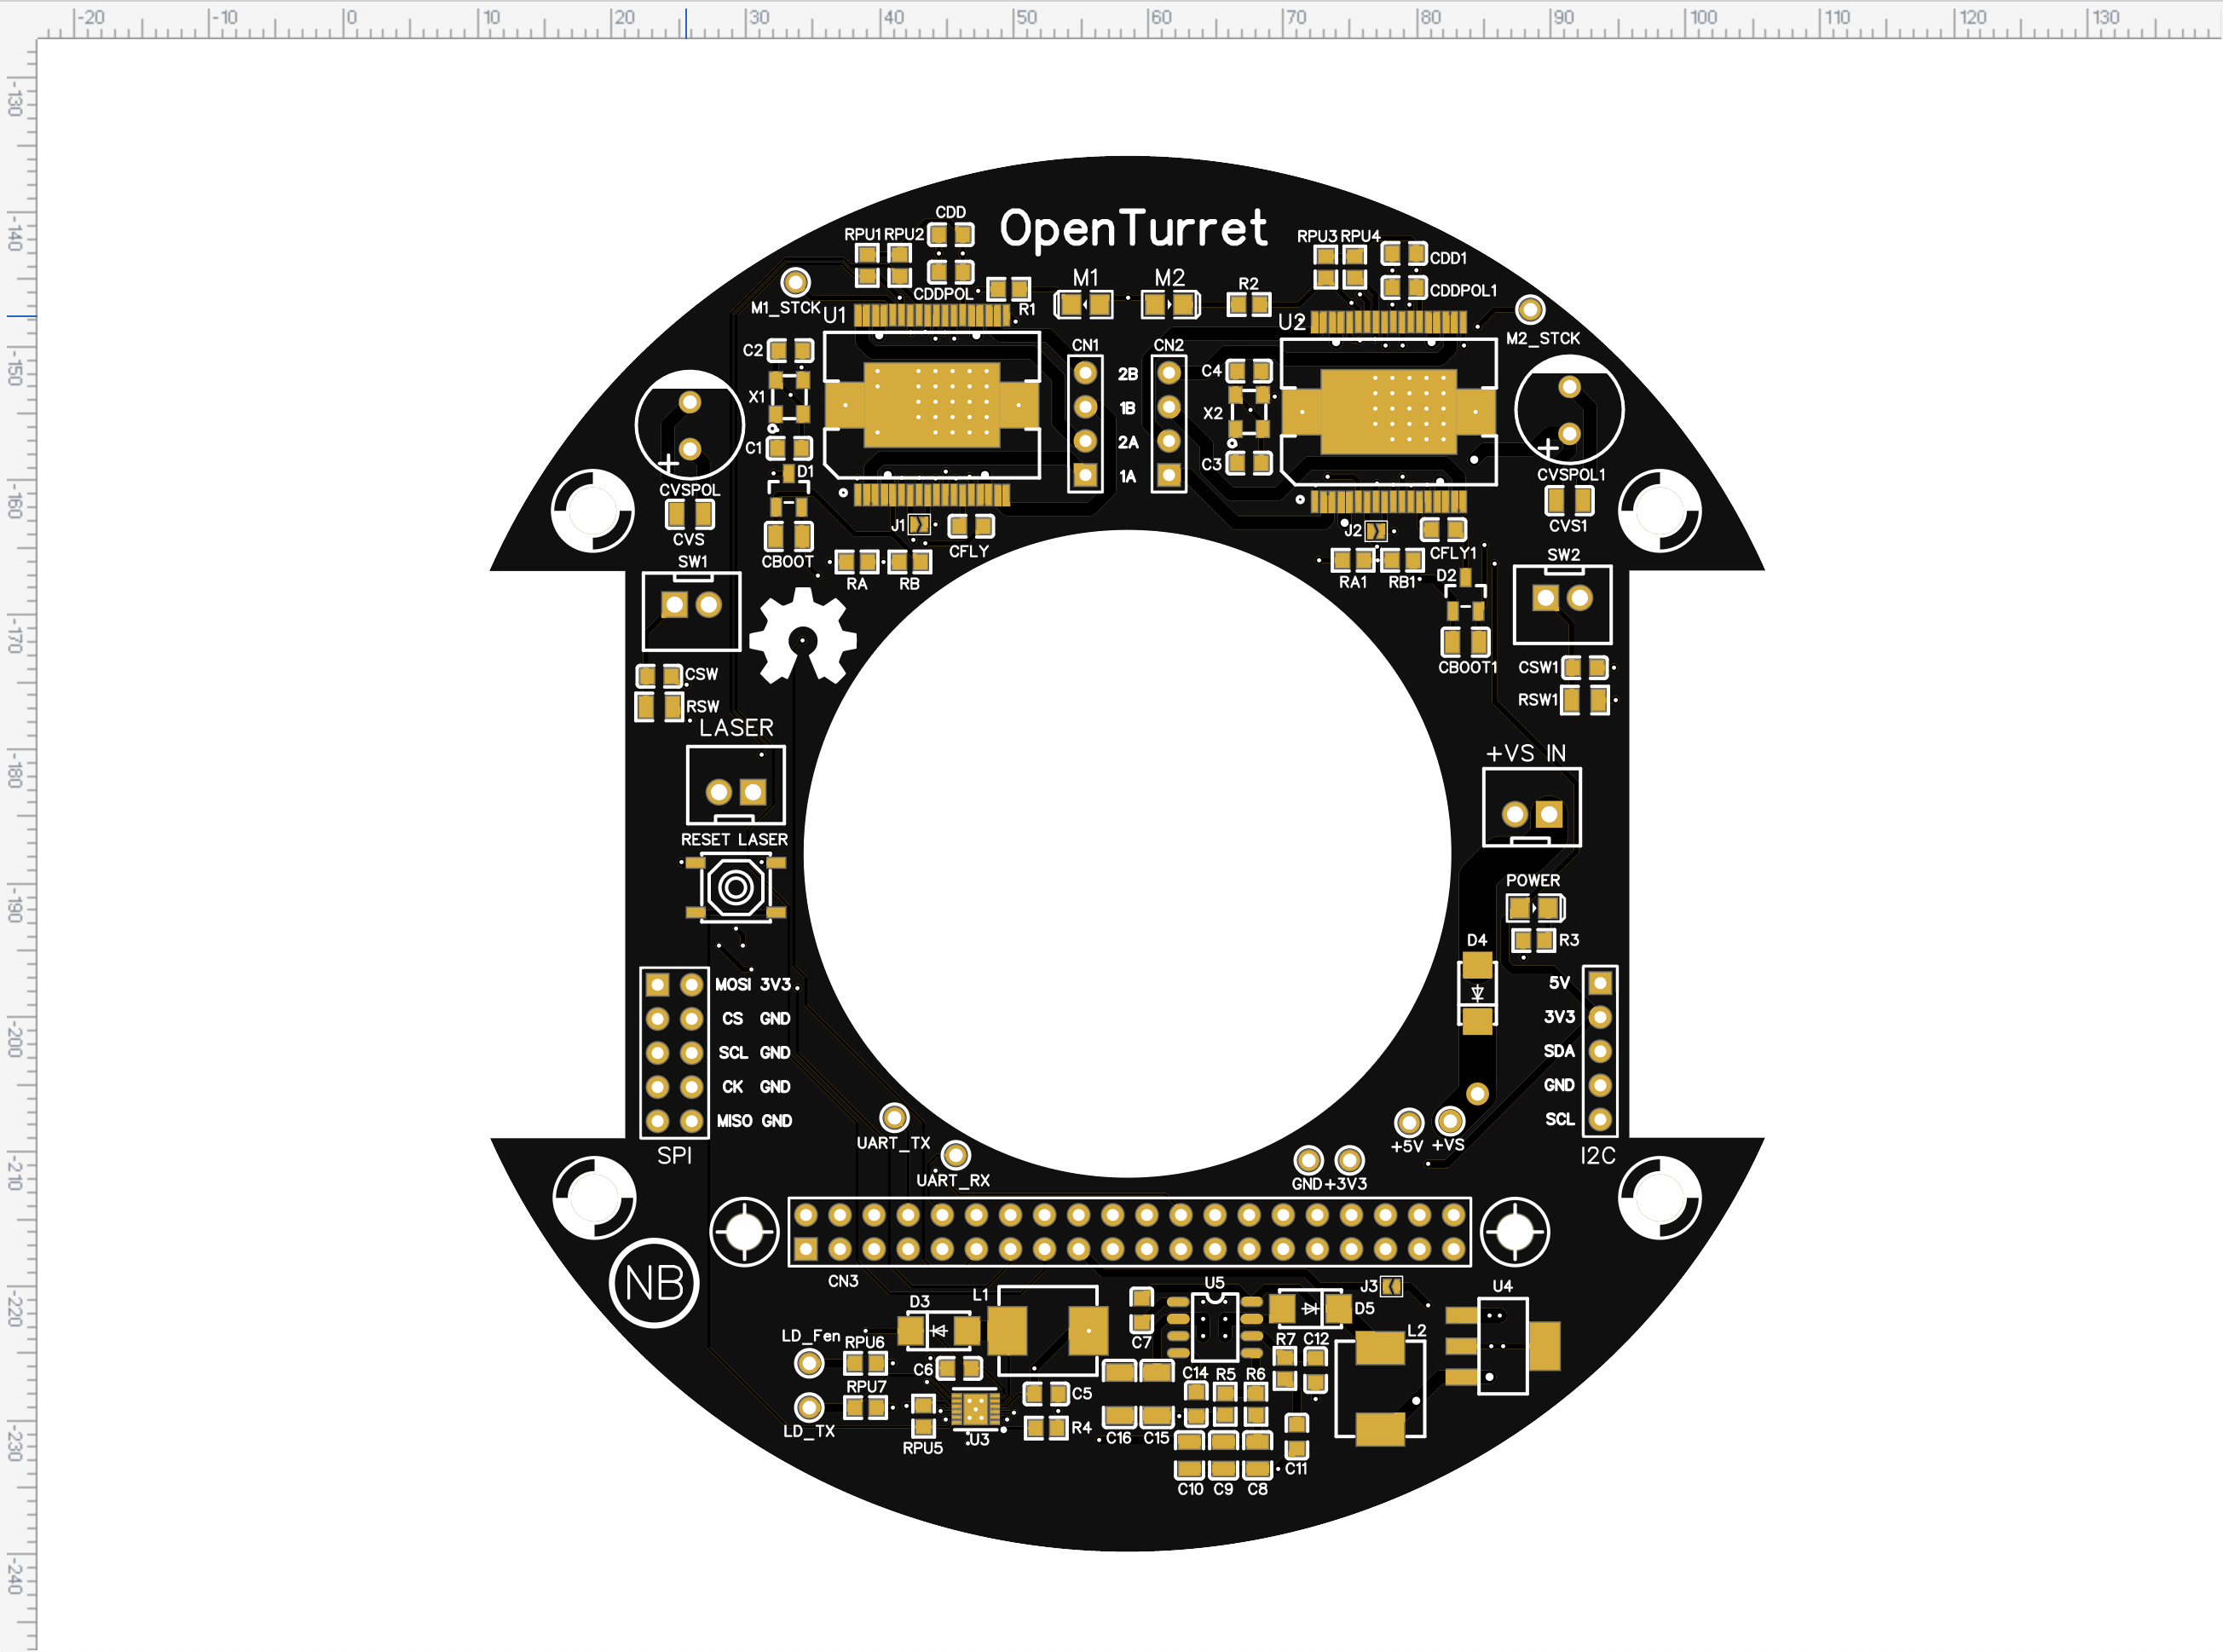 -20 -10 0 10 20 30 40 50 60 70 80 90 100 110 120 130
-130
-140
-150
-160
-170
-180
-190
-200
-210
-220
-230
-240
OpenTurret
CDD
RPU1 RPU2
CDDPOL
R1
M1_STCK
U1
M1
M2
R2
RPU3 RPU4
CDD1
CDDPOL1
U2
M2_STCK
C2
X1
C1
D1
CN1
CN2
2B
1B
2A
1A
C4
X2
C3
CVSPOL
CVS
CVSPOL1
CVS1
SW1
CBOOT
J1
CFLY
RA
RB
J2
CFLY1
RA1
RB1
D2
CBOOT1
SW2
CSW
RSW
CSW1
RSW1
LASER
RESET LASER
+VS IN
POWER
R3
D4
MOSI 3V3
CS GND
SCL GND
CK GND
MISO GND
SPI
5V
3V3
SDA
GND
SCL
I2C
UART_TX
UART_RX
+5V
+VS
GND
+3V3
CN3
NB
D3
L1
LD_Fen
RPU6
C6
RPU7
LD_TX
RPU5
U3
C5
R4
C7
U5
D5
J3
U4
L2
R7
C12
C14
R5
R6
C16
C15
C11
C10
C9
C8